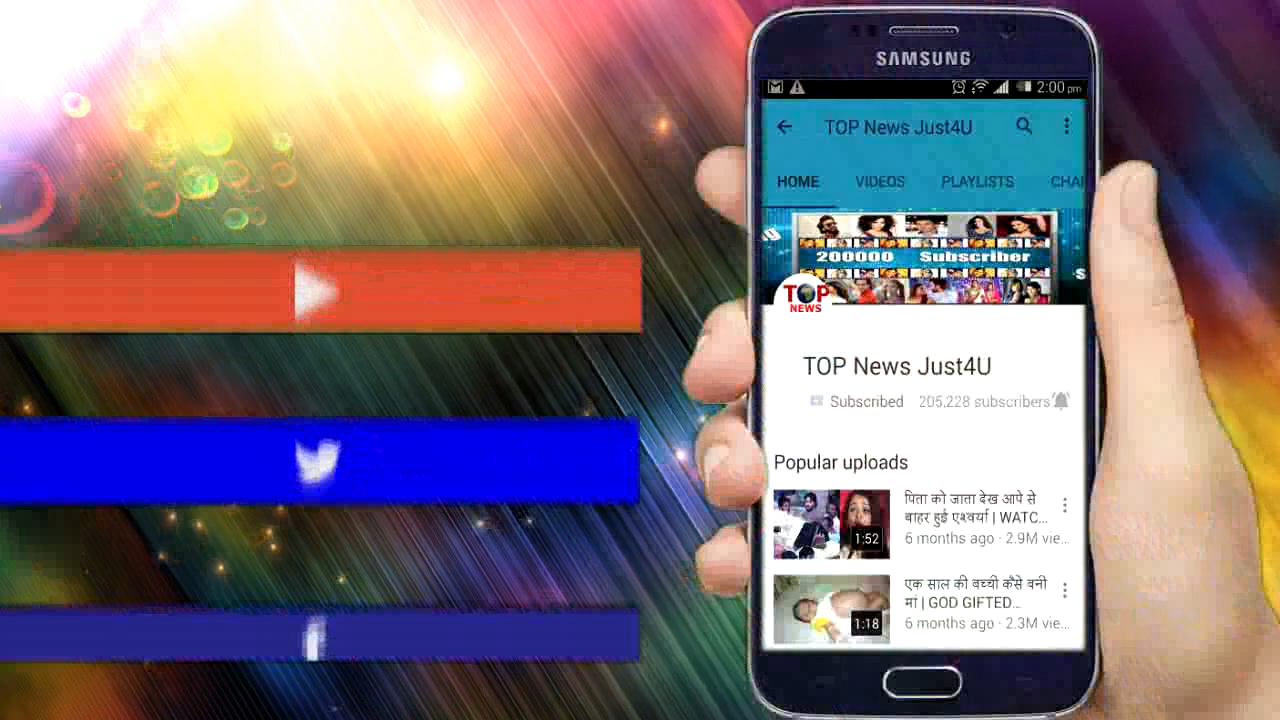 SAMSUNG
2:00 pm
TOP News Just4U
HOME VIDEOS PLAYLISTS CHA
200000 Subscriber
TOP
NEWS
TOP News Just4U
Subscribed 205,228 subscribers
Popular uploads
पिता को जाता देख आपे से
बाहर हुई एश्वर्या | WATC...
1:52
6 months ago · 2.9M vie...
एक साल की बच्ची कैसे बनी
मां | GOD GIFTED...
1:18
6 months ago · 2.3M vie...